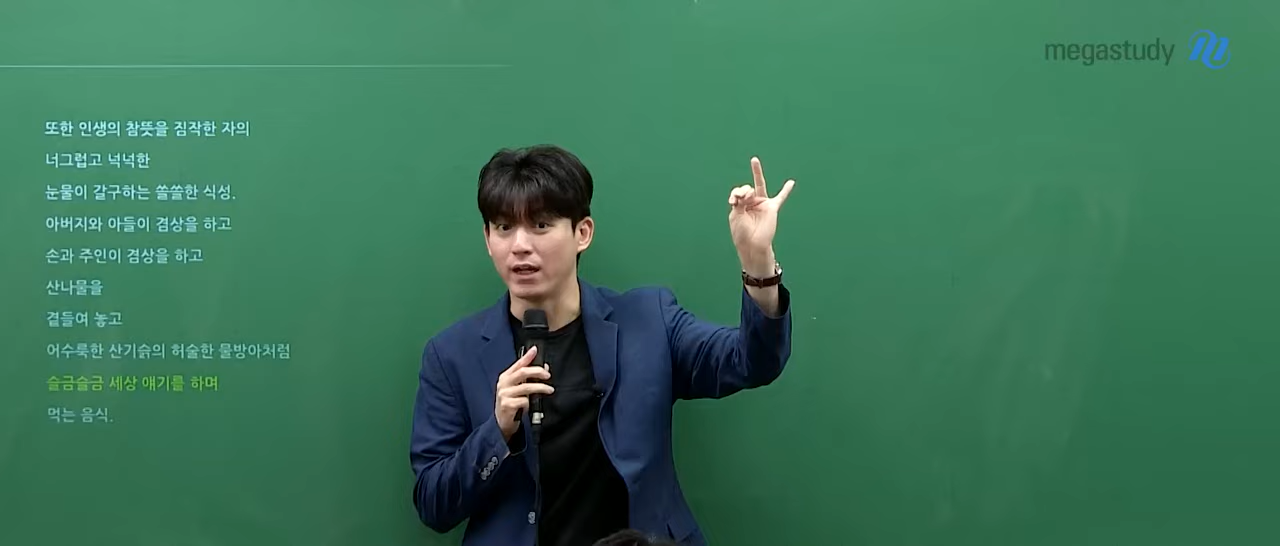 megastudy
또한 인생의 참뜻을 짐작한 자의
너그럽고 넉넉한
눈물이 갈구하는 쓸쓸한 식성.
아버지와 아들이 겸상을 하고
손과 주인이 겸상을 하고
산나물을
곁들여 놓고
어수룩한 산기슭의 허술한 물방아처럼
슬금슬금 세상 얘기를 하며
먹는 음식.